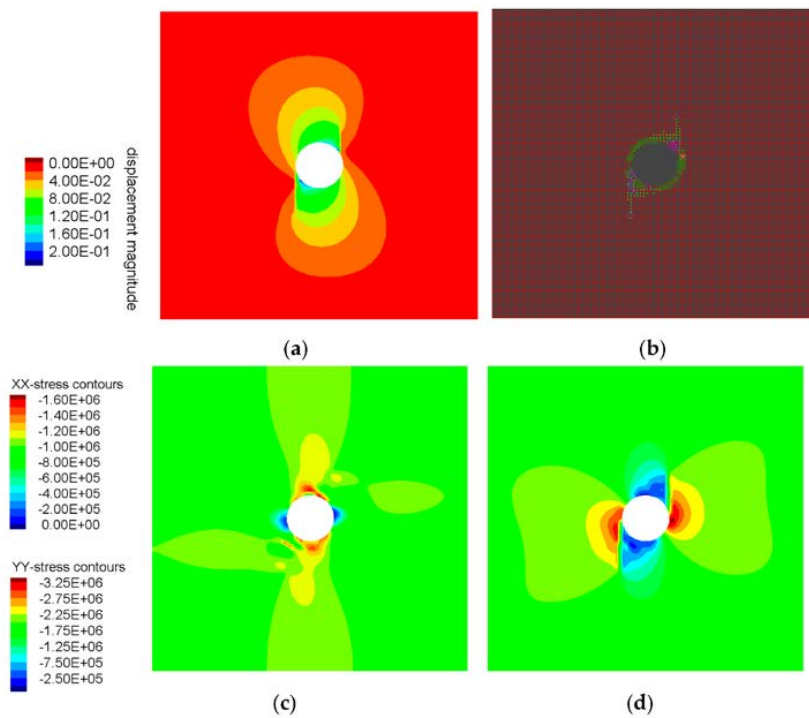 0.00E+00
4.00E-02
8.00E-02
1.20E-01
1.60E-01
2.00E-01
displacement magnitude
(a)
(b)
XX-stress contours
-1.60E+06
-1.40E+06
-1.20E+06
-1.00E+06
-8.00E+05
-6.00E+05
-4.00E+05
-2.00E+05
0.00E+00
YY-stress contours
-3.25E+06
-2.75E+06
-2.25E+06
-1.75E+06
-1.25E+06
-7.50E+05
-2.50E+05
(c)
(d)